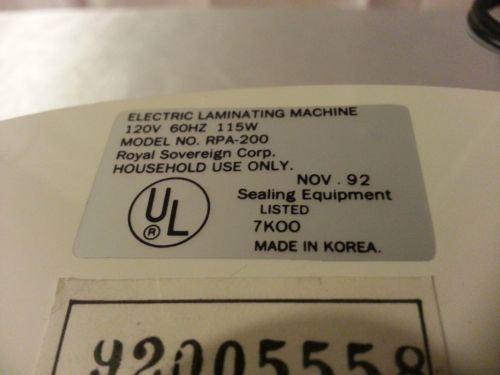 ELECTRIC LAMINATING MACHINE
120V 60HZ 115W
MODEL NO. RPA-200
Royal Sovereign Corp.
HOUSEHOLD USE ONLY.
NOV . 92
Sealing Equipment
LISTED
7K00
MADE IN KOREA.
UL
®
92005558